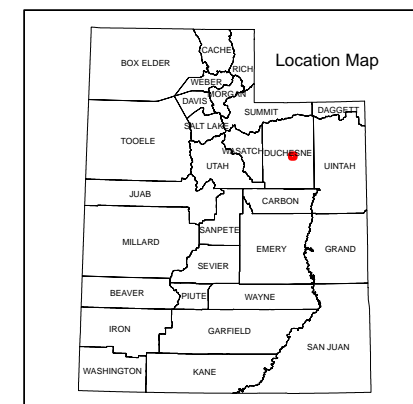 Location Map
BOX ELDER
CACHE
RICH
WEBER
MORGAN
DAVIS
SUMMIT
DAGGETT
SALT LAKE
TOOELE
WASATCH
DUCHESNE
UTAH
UINTAH
JUAB
CARBON
SANPETE
MILLARD
EMERY
GRAND
SEVIER
BEAVER
PIUTE
WAYNE
IRON
GARFIELD
SAN JUAN
WASHINGTON
KANE